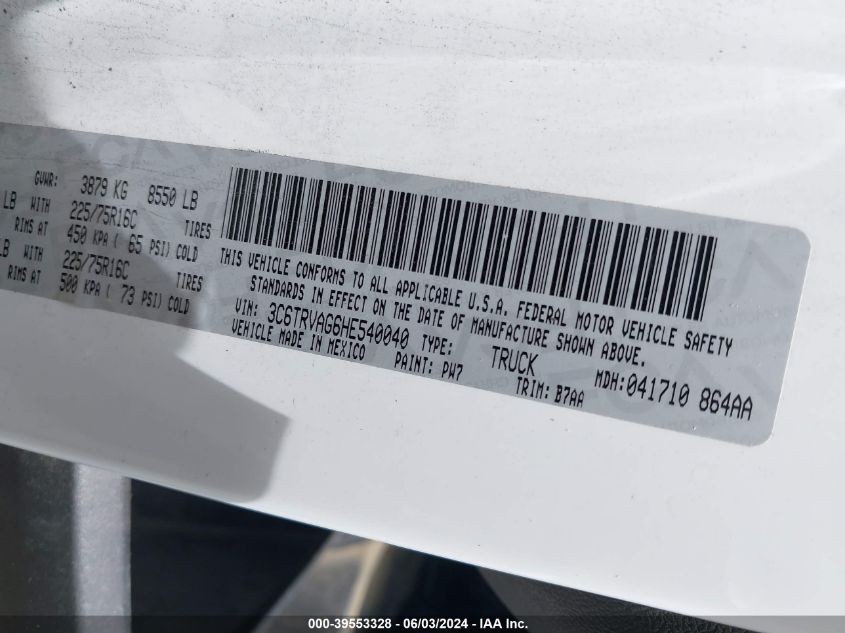 GVWR: 3879 KG 8550 LB
LB WITH 225/75R16C TIRES
RIMS AT 450 KPA ( 65 PSI) COLD
LB WITH 225/75R16C TIRES
RIMS AT 500 KPA ( 73 PSI) COLD
THIS VEHICLE CONFORMS TO ALL APPLICABLE U.S.A. FEDERAL MOTOR VEHICLE SAFETY
STANDARDS IN EFFECT ON THE DATE OF MANUFACTURE SHOWN ABOVE.
VIN: 3C6TRVAG6HE540040 TYPE: TRUCK MDH:041710 864AA
VEHICLE MADE IN MEXICO PAINT: PW7 TRIM: B7AA
000-39553328 - 06/03/2024 - IAA Inc.